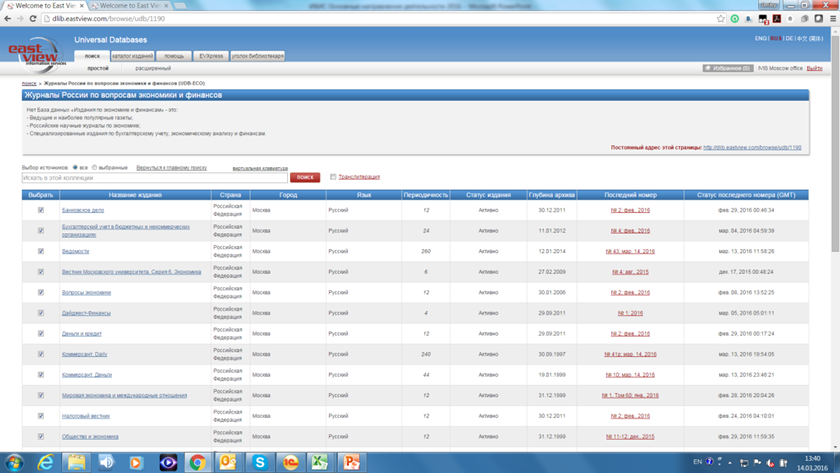 ИВИС Основные направления деятельности 2016 - Microsoft PowerPoint
Welcome to East View
Welcome to East View
dlib.eastview.com/browse/udb/1190
east view
information services
Universal Databases
ENG RUS DE 中文 (简体)
поиск каталог изданий помощь EVXpress уголок библиотекаря
простой расширенный
Избранное (0) IVIS Moscow office Выйти
поиск » Журналы России по вопросам экономики и финансов (UDB-ECO)
Журналы России по вопросам экономики и финансов
Нет База данных «Издания по экономике и финансам» - это:
- Ведущие и наиболее популярные газеты;
- Российские научные журналы по экономике;
- Специализированные издания по бухгалтерскому учету, экономическому анализу и финансам.
Постоянный адрес этой страницы: http://dlib.eastview.com/browse/udb/1190
Выбор источников все выбранные Вернуться к главному поиску виртуальная клавиатура
Искать в этой коллекции поиск Транслитерация
Выбрать Название издания Страна Город Язык Периодичность Статус издания Глубина архива Последний номер Статус последнего номера (GMT)
Банковское дело Российская Федерация Москва Русский 12 Активно 30.12.2011 № 2, фев., 2016 фев. 29, 2016 00:46:34
Бухгалтерский учет в бюджетных и некоммерческих организациях Российская Федерация Москва Русский 24 Активно 11.01.2012 № 4, фев., 2016 мар. 04, 2016 04:59:39
Ведомости Российская Федерация Москва Русский 260 Активно 12.01.2014 № 43, мар. 14, 2016 мар. 13, 2016 11:58:26
Вестник Московского университета. Серия 6. Экономика Российская Федерация Москва Русский 6 Активно 27.02.2009 № 4, авг., 2015 дек. 17, 2015 00:48:24
Вопросы экономики Российская Федерация Москва Русский 12 Активно 30.01.2006 № 2, фев., 2016 фев. 08, 2016 13:52:25
Дайджест-Финансы Российская Федерация Москва Русский 4 Активно 29.09.2011 № 1, 2016 мар. 05, 2016 05:01:11
Деньги и кредит Российская Федерация Москва Русский 12 Активно 29.09.2011 № 2, фев., 2016 фев. 29, 2016 00:17:24
Коммерсант. Daily Российская Федерация Москва Русский 240 Активно 30.09.1997 № 41p, мар. 14, 2016 мар. 13, 2016 19:54:05
Коммерсант. Деньги Российская Федерация Москва Русский 44 Активно 19.01.1999 № 10, мар. 14, 2016 мар. 13, 2016 23:46:21
Мировая экономика и международные отношения Российская Федерация Москва Русский 12 Активно 31.12.1999 № 1, Том 60, янв., 2016 фев. 28, 2016 20:04:26
Налоговый вестник Российская Федерация Москва Русский 12 Активно 31.12.1999 № 2, фев., 2016 фев. 24, 2016 04:10:01
Общество и экономика Российская Федерация Москва Русский 12 Активно 31.12.1999 № 11-12, дек., 2015 фев. 29, 2016 11:59:35
EN 13:40
14.03.2016